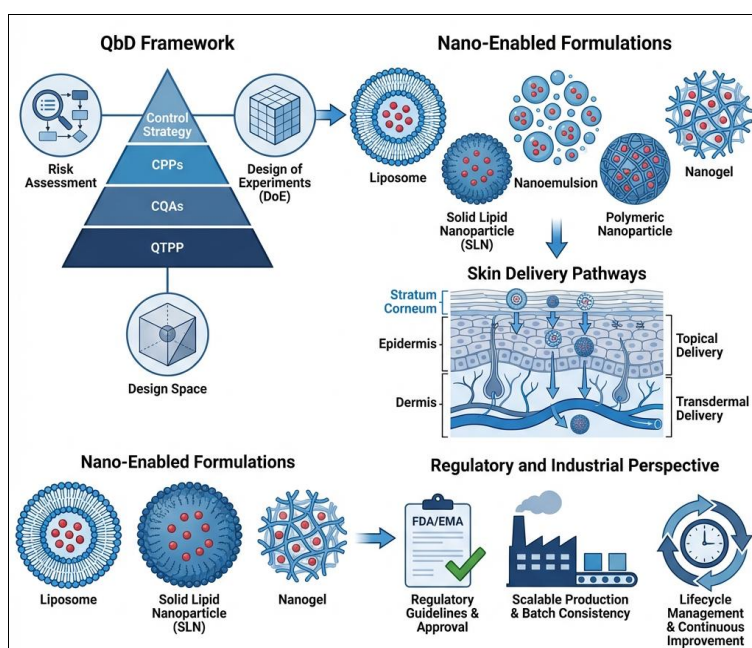 QbD Framework
Control
Strategy
CPPs
CQAs
QTPP
Risk
Assessment
Design of
Experiments
(DoE)
Design Space
Nano-Enabled Formulations
Liposome
Solid Lipid
Nanoparticle
(SLN)
Nanoemulsion
Polymeric
Nanoparticle
Nanogel
Skin Delivery Pathways
Stratum
Corneum
Epidermis
Dermis
Topical
Delivery
Transdermal
Delivery
Nano-Enabled Formulations
Liposome
Solid Lipid
Nanoparticle
(SLN)
Nanogel
Regulatory and Industrial Perspective
FDA/EMA
Regulatory
Guidelines &
Approval
Scalable Production
& Batch Consistency
Lifecycle
Management
& Continuous
Improvement